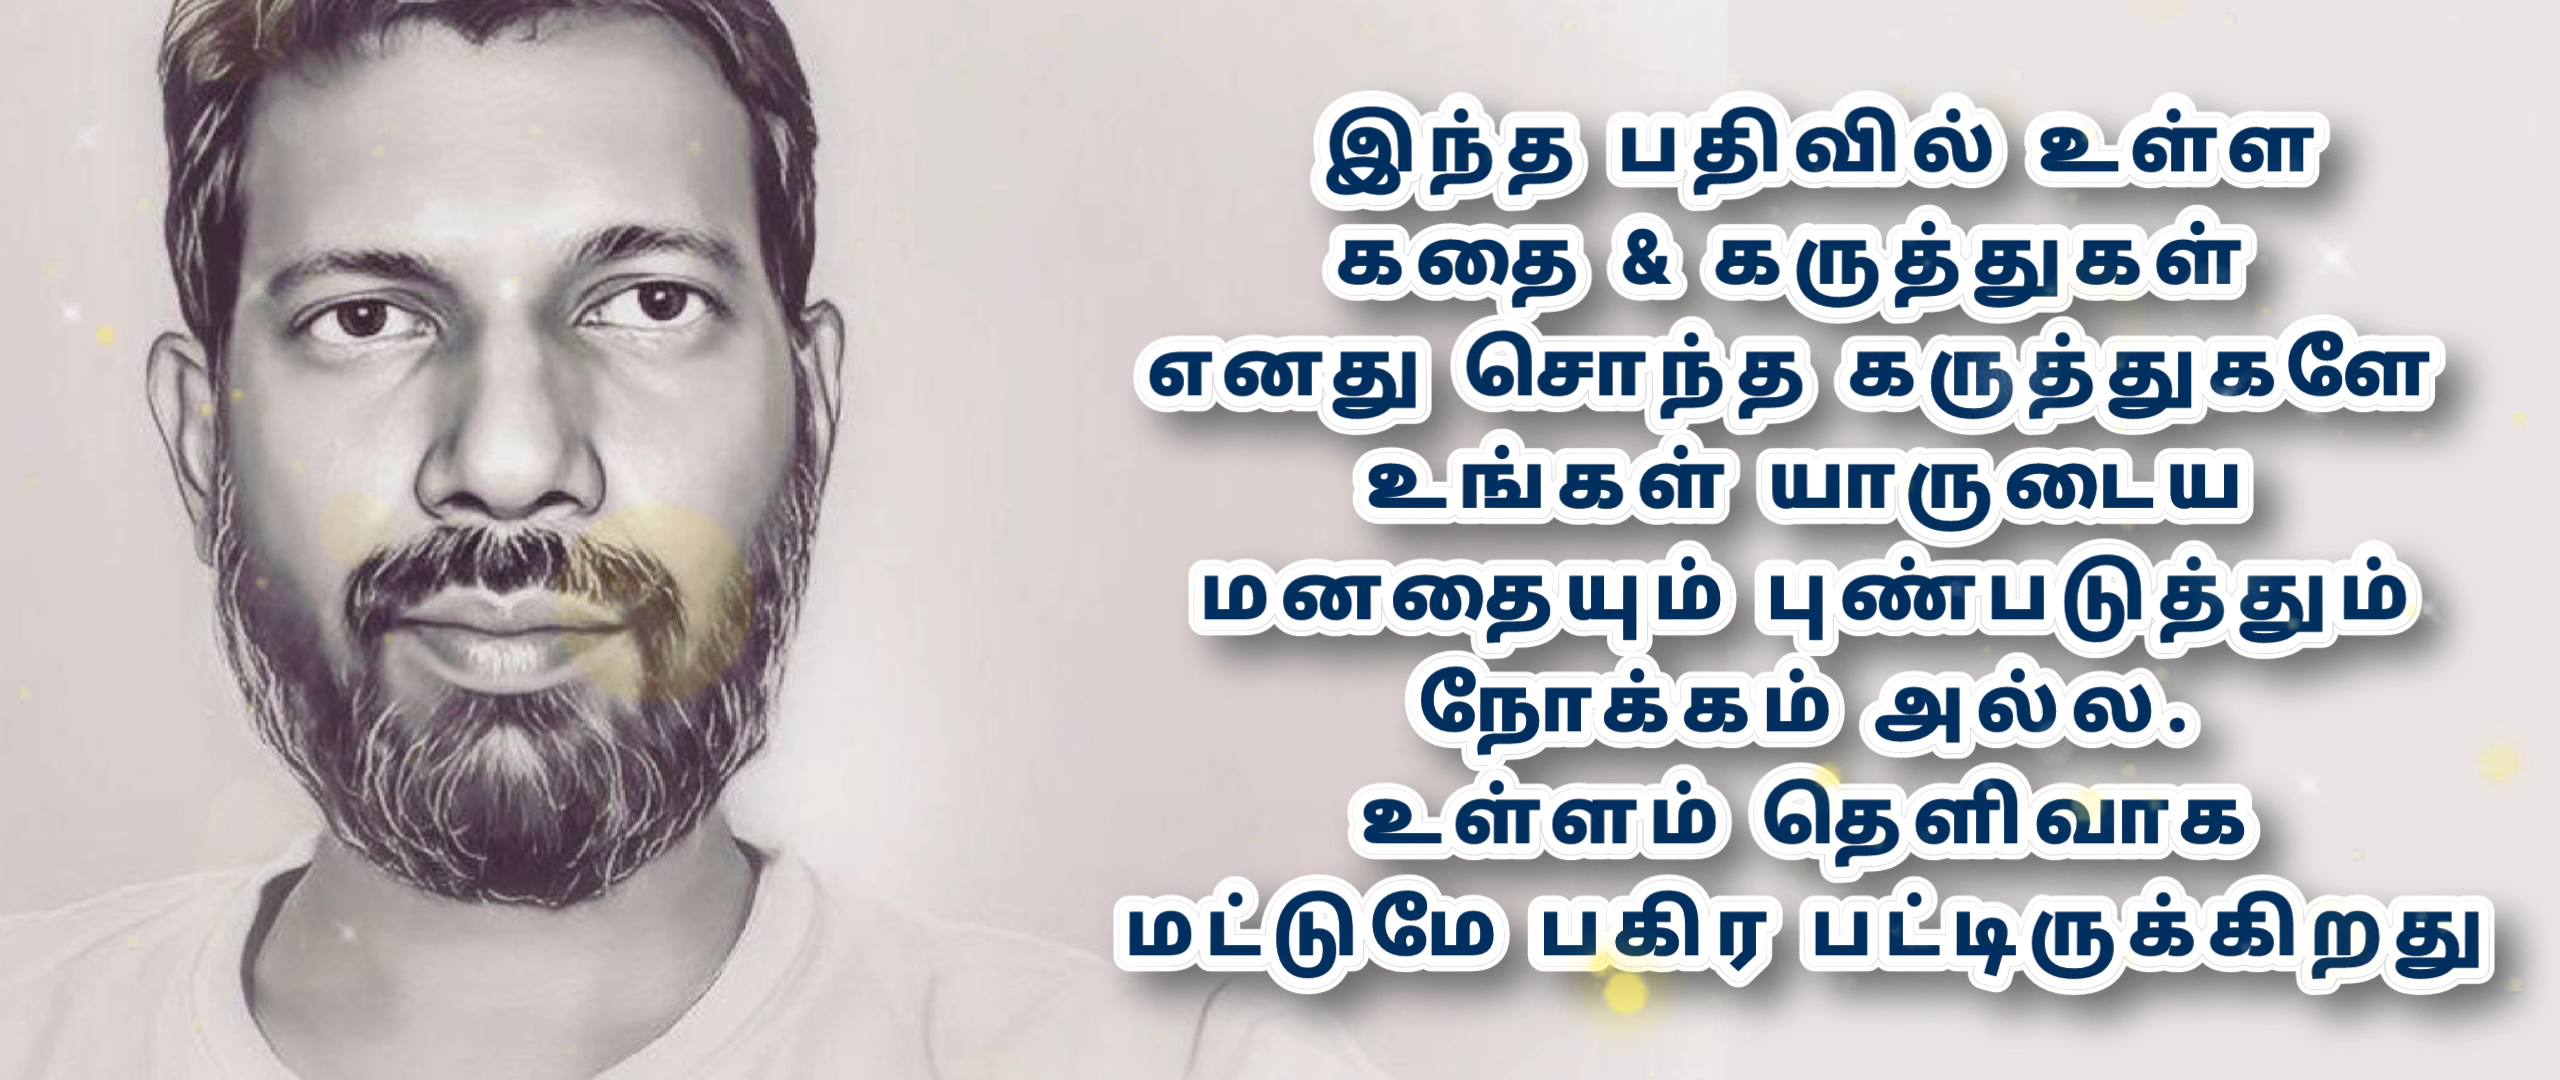 இந்த பதிவில் உள்ள
கதை & கருத்துகள்
எனது சொந்த கருத்துகளே
உங்கள் யாருடைய
மனதையும் புண்படுத்தும்
நோக்கம் அல்ல.
உள்ளம் தெளிவாக
மட்டுமே பகிர பட்டிருக்கிறது